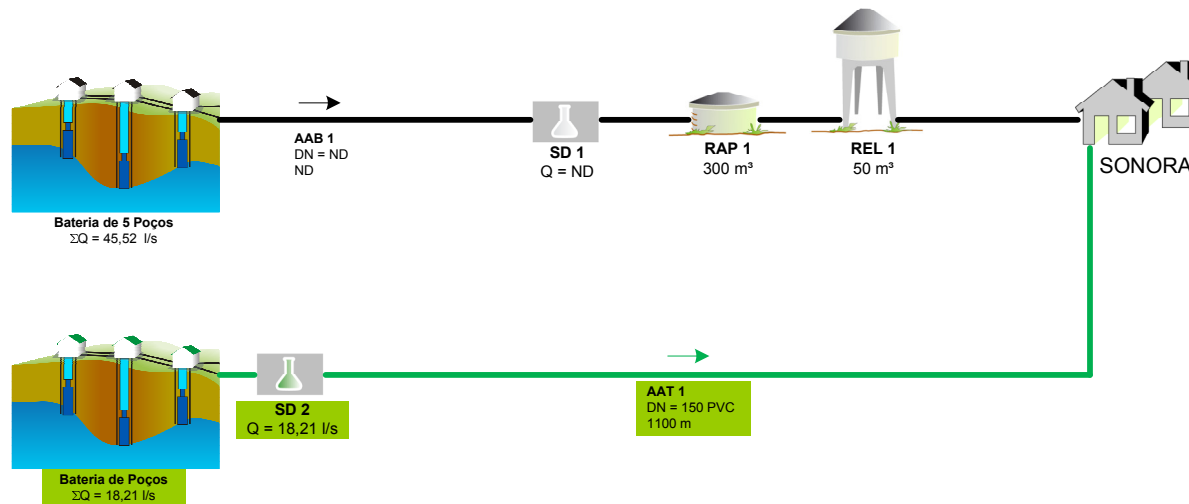 AAB 1
DN = ND
ND
SD 1
Q = ND
RAP 1
300 m³
REL 1
50 m³
SONORA
Bateria de 5 Poços
ΣQ = 45,52 l/s
SD 2
Q = 18,21 l/s
AAT 1
DN = 150 PVC
1100 m
Bateria de Poços
ΣQ = 18,21 l/s